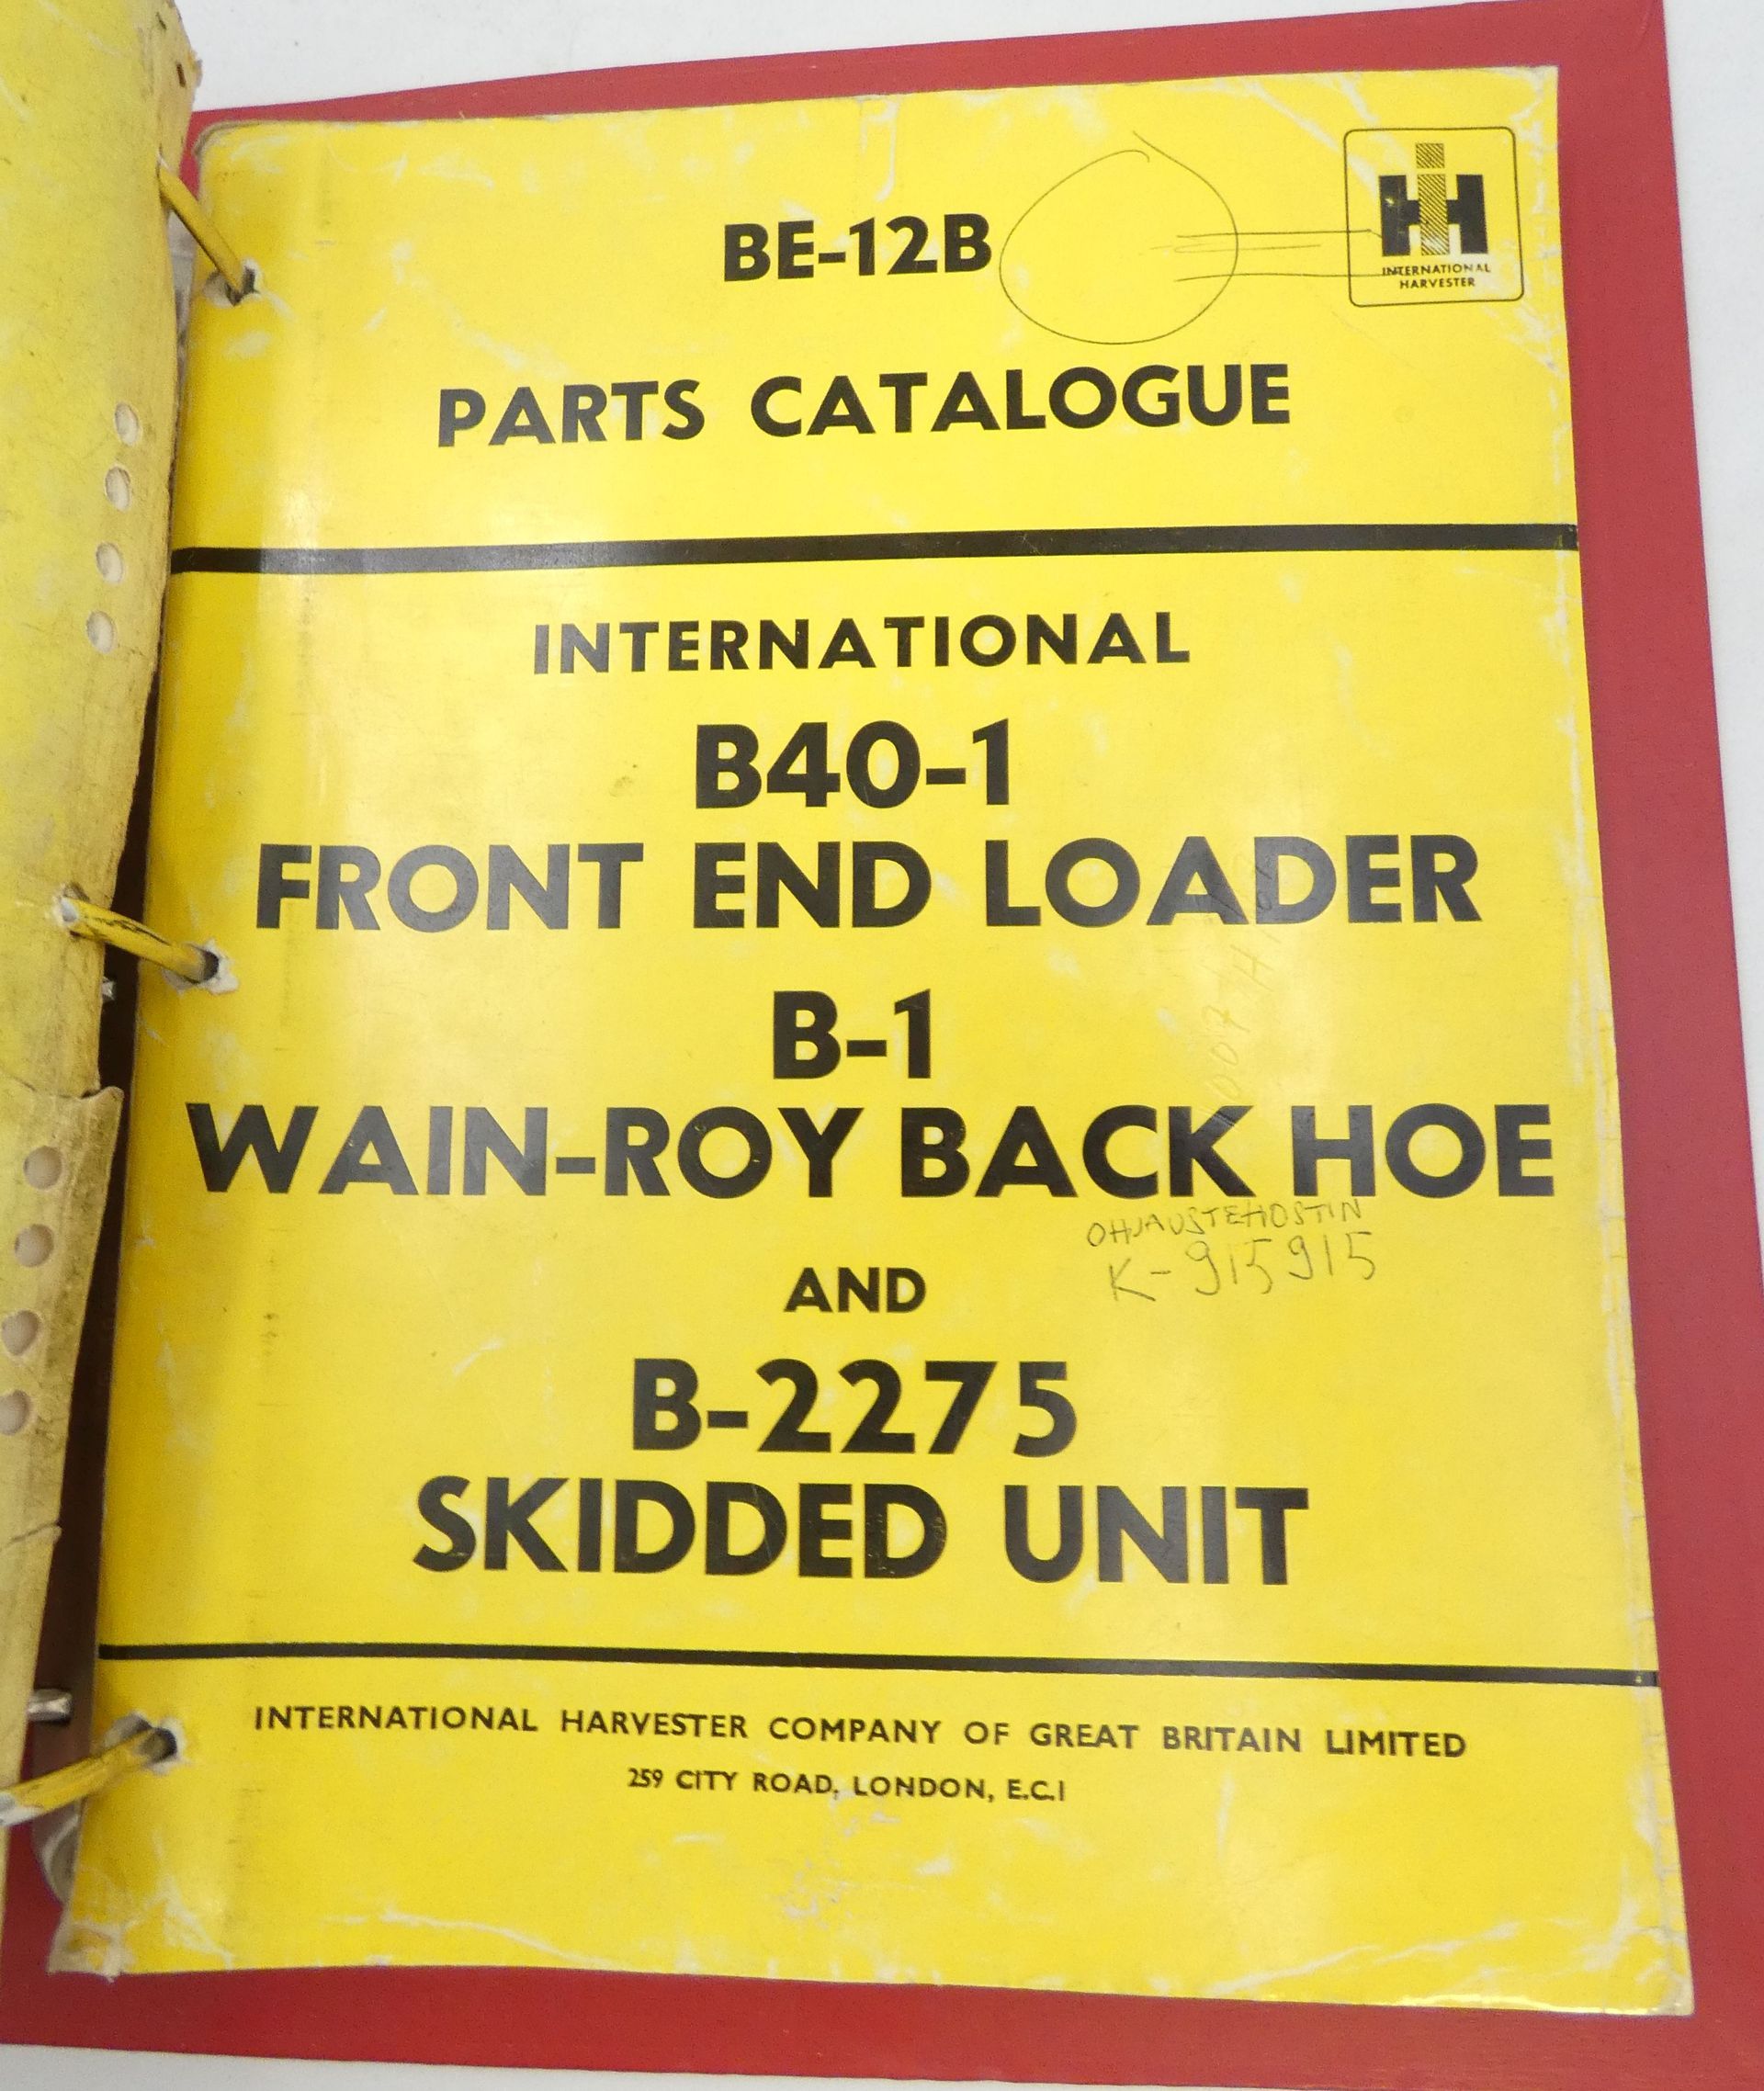 BE-12B
INTERNATIONAL
HARVESTER
PARTS CATALOGUE
INTERNATIONAL
B40-1
FRONT END LOADER
B-1
WAIN-ROY BACK HOE
OHJAUSTEHOSTIN
K-915915
AND
B-2275
SKIDDED UNIT
INTERNATIONAL HARVESTER COMPANY OF GREAT BRITAIN LIMITED
259 CITY ROAD, LONDON, E.C.1